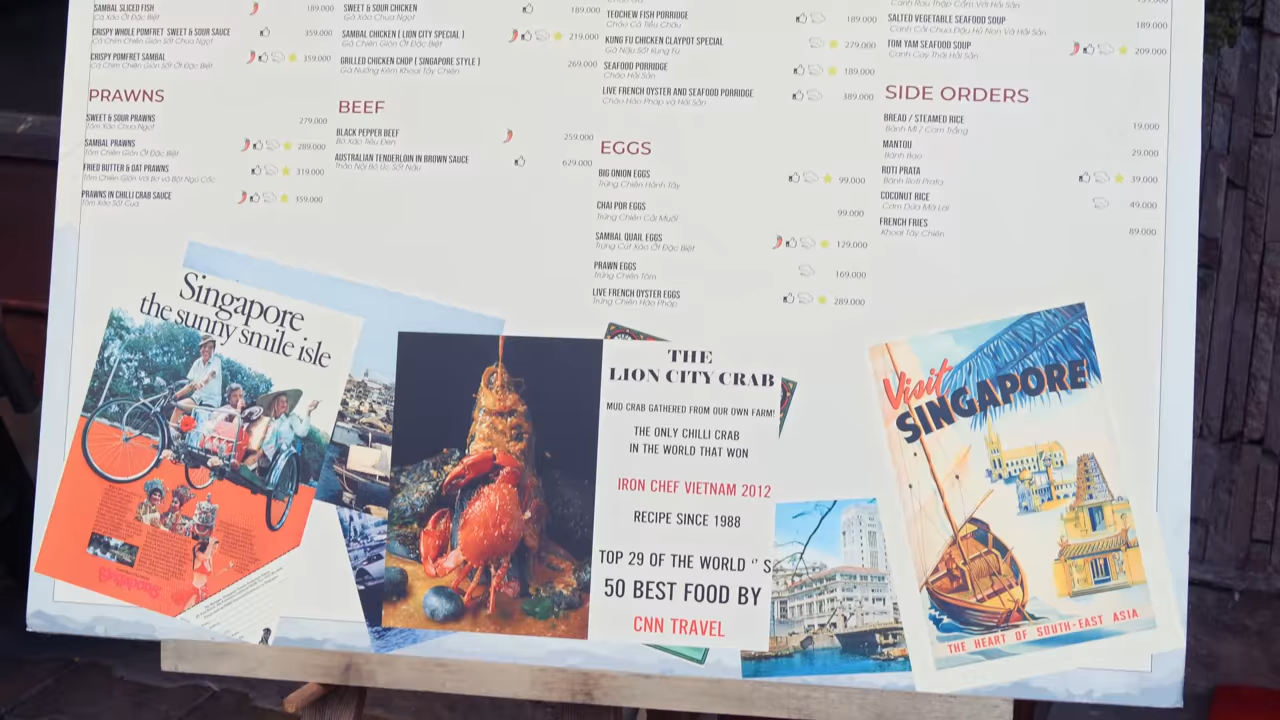 SAMBAL SLICED FISH 189.000
Cá Xào Ớt Đặc Biệt
CRISPY WHOLE POMFRET SWEET & SOUR SAUCE 359.000
Cá Chim Chiên Giòn Sốt Chua Ngọt
CRISPY POMFRET SAMBAL 359.000
Cá Chim Chiên Giòn Sốt Ớt Đặc Biệt
PRAWNS
SWEET & SOUR PRAWNS 279.000
Tôm Xào Chua Ngọt
SAMBAL PRAWNS 289.000
Tôm Chiên Giòn Ớt Đặc Biệt
FRIED BUTTER & OAT PRAWNS 319.000
Tôm Chiên Giòn Với Bơ và Bột Ngũ Cốc
PRAWNS IN CHILLI CRAB SAUCE 359.000
Tôm Xào Sốt Cua
SWEET & SOUR CHICKEN 189.000
Gà Xào Chua Ngọt
SAMBAL CHICKEN ( LION CITY SPECIAL ) 219.000
Gà Chiên Giòn Ớt Đặc Biệt
GRILLED CHICKEN CHOP ( SINGAPORE STYLE ) 269.000
Gà Nướng Kèm Khoai Tây Chiên
BEEF
BLACK PEPPER BEEF 259.000
Bò Xào Tiêu Đen
AUSTRALIAN TENDERLOIN IN BROWN SAUCE 629.000
Thăn Nội Bò Úc Sốt Nâu
TEOCHEW FISH PORRIDGE 189.000
Cháo Cá Tiều Châu
KUNG FU CHICKEN CLAYPOT SPECIAL 279.000
Gà Nấu Sốt Kung Fu
SEAFOOD PORRIDGE 189.000
Cháo Hải Sản
LIVE FRENCH OYSTER AND SEAFOOD PORRIDGE 389.000
Cháo Hàu Pháp và Hải Sản
EGGS
BIG ONION EGGS 99.000
Trứng Chiên Hành Tây
CHAI POR EGGS 99.000
Trứng Chiên Cải Muối
SAMBAL QUAIL EGGS 129.000
Trứng Cút Xào Ớt Đặc Biệt
PRAWN EGGS 169.000
Trứng Chiên Tôm
LIVE FRENCH OYSTER EGGS 289.000
Trứng Chiên Hàu Pháp
Canh Rau Thập Cẩm Với Hải Sản
SALTED VEGETABLE SEAFOOD SOUP 189.000
Canh Cải Chua Đậu Hũ Non Và Hải Sản
TOM YAM SEAFOOD SOUP 209.000
Canh Cay Thái Hải Sản
SIDE ORDERS
BREAD / STEAMED RICE 19.000
Bánh Mì / Cơm Trắng
MANTOU 29.000
Bánh Bao
ROTI PRATA 39.000
Bánh Roti Prata
COCONUT RICE 49.000
Cơm Dừa Mã Lai
FRENCH FRIES 89.000
Khoai Tây Chiên
Singapore
the sunny smile isle
THE
LION CITY CRAB
MUD CRAB GATHERED FROM OUR OWN FARM!
THE ONLY CHILLI CRAB
IN THE WORLD THAT WON
IRON CHEF VIETNAM 2012
RECIPE SINCE 1988
TOP 29 OF THE WORLD ‘’ S
50 BEST FOOD BY
CNN TRAVEL
Visit
SINGAPORE
THE HEART OF SOUTH-EAST ASIA